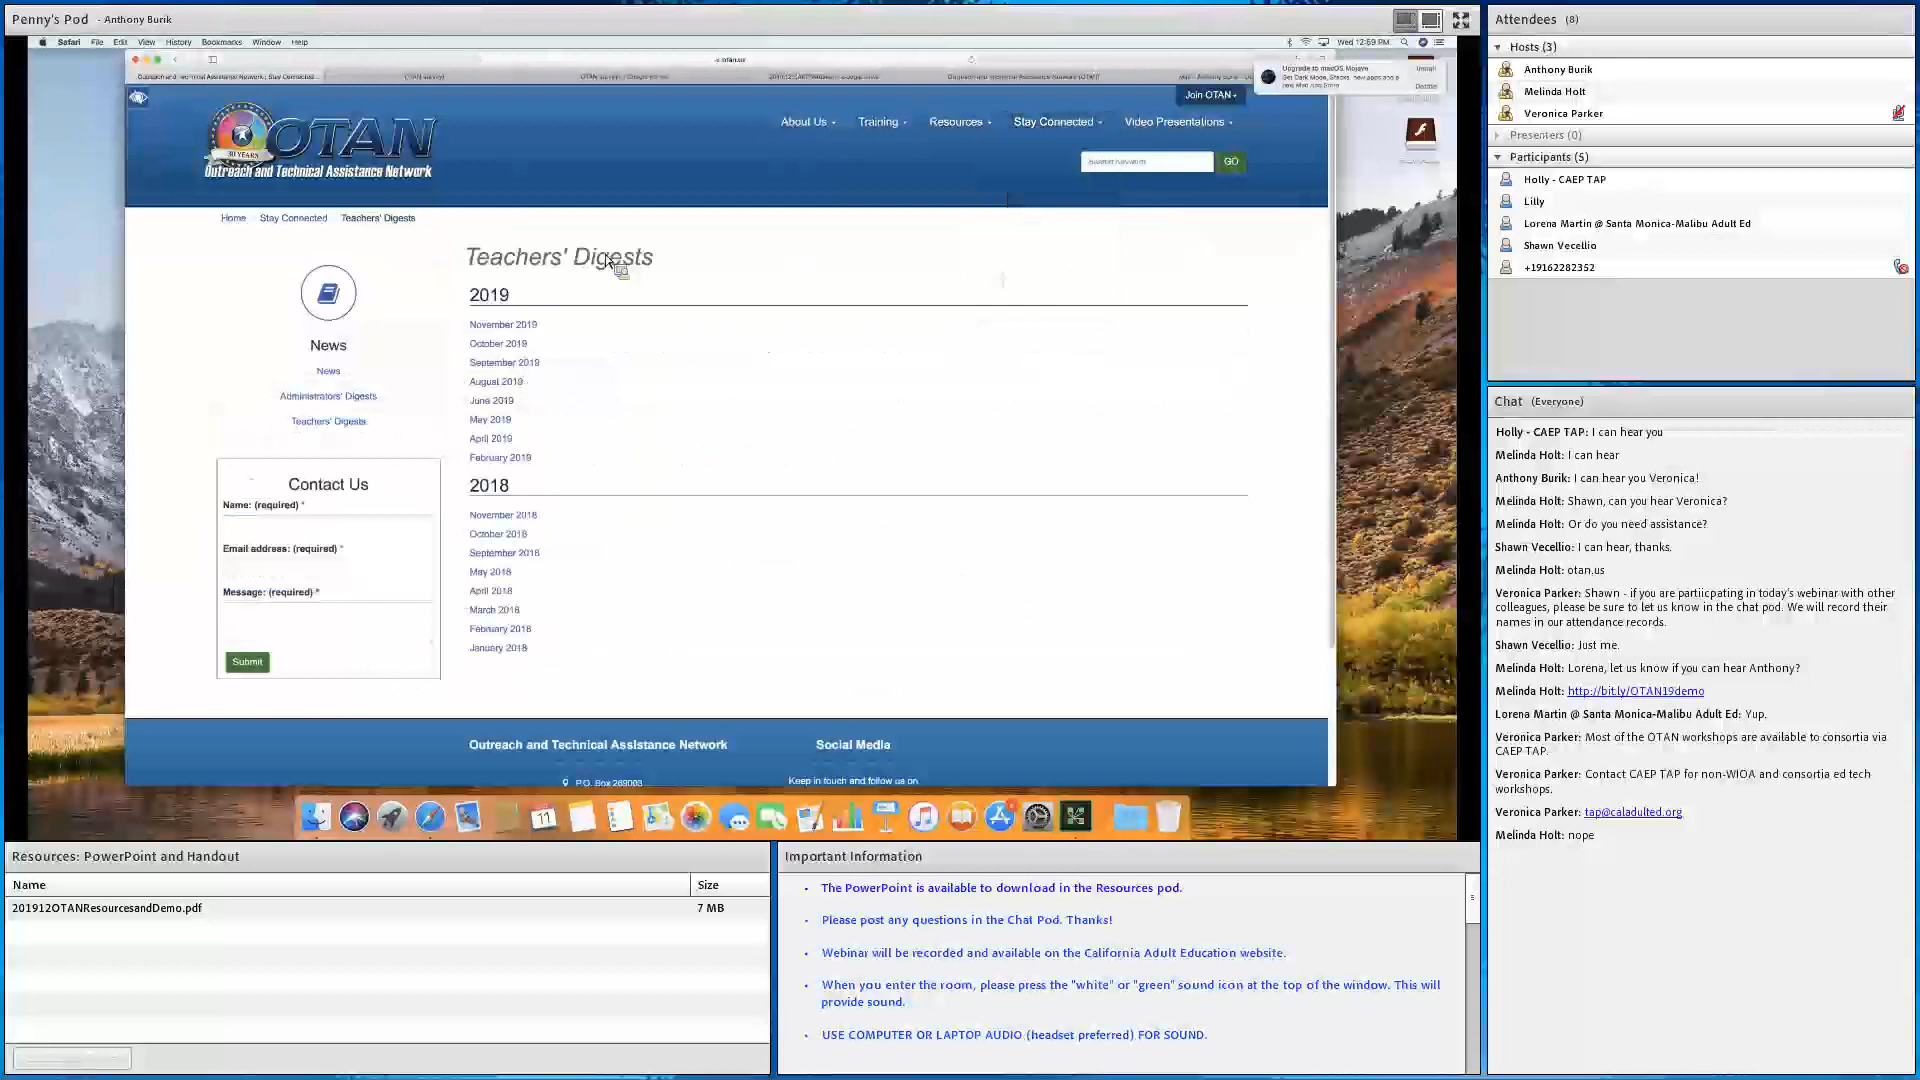 Penny's Pod - Anthony Burik
Safari File Edit View History Bookmarks Window Help
Wed 12:59 PM
Upgrade to macOS Mojave
Install
Join OTAN
OTAN
30 YEARS
Outreach and Technical Assistance Network
About Us Training Resources Stay Connected Video Presentations
GO
Home Stay Connected Teachers' Digests
Teachers' Digests
2019
November 2019
October 2019
September 2019
August 2019
June 2019
May 2019
April 2019
February 2019
2018
November 2018
October 2018
September 2018
May 2018
April 2018
March 2018
February 2018
January 2018
News
News
Administrators' Digests
Teachers' Digests
Contact Us
Name: (required) *
Email address: (required) *
Message: (required) *
Submit
Outreach and Technical Assistance Network
P.O. Box 269003
Social Media
Keep in touch and follow us on
11
Resources: PowerPoint and Handout
Name Size
201912OTANResourcesandDemo.pdf 7 MB
Important Information
• The PowerPoint is available to download in the Resources pod.
• Please post any questions in the Chat Pod. Thanks!
• Webinar will be recorded and available on the California Adult Education website.
• When you enter the room, please press the "white" or "green" sound icon at the top of the window. This will
provide sound.
• USE COMPUTER OR LAPTOP AUDIO (headset preferred) FOR SOUND.
Attendees (8)
Hosts (3)
Anthony Burik
Melinda Holt
Veronica Parker
Presenters (0)
Participants (5)
Holly - CAEP TAP
Lilly
Lorena Martin @ Santa Monica-Malibu Adult Ed
Shawn Vecellio
+19162282352
Chat (Everyone)
Holly - CAEP TAP: I can hear you
Melinda Holt: I can hear
Anthony Burik: I can hear you Veronica!
Melinda Holt: Shawn, can you hear Veronica?
Melinda Holt: Or do you need assistance?
Shawn Vecellio: I can hear, thanks.
Melinda Holt: otan.us
Veronica Parker: Shawn - if you are partiicpating in today's webinar with other
colleagues, please be sure to let us know in the chat pod. We will record their
names in our attendance records.
Shawn Vecellio: Just me.
Melinda Holt: Lorena, let us know if you can hear Anthony?
Melinda Holt: http://bit.ly/OTAN19demo
Lorena Martin @ Santa Monica-Malibu Adult Ed: Yup.
Veronica Parker: Most of the OTAN workshops are available to consortia via
CAEP TAP.
Veronica Parker: Contact CAEP TAP for non-WIOA and consortia ed tech
workshops.
Veronica Parker: tap@caladulted.org
Melinda Holt: nope